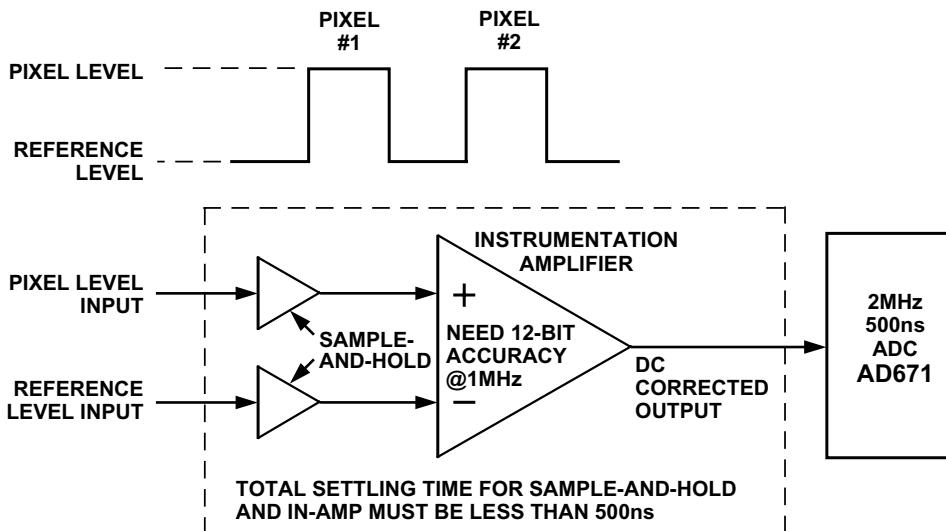 PIXEL
#1
PIXEL
#2
PIXEL LEVEL
REFERENCE
LEVEL
INSTRUMENTATION
AMPLIFIER
PIXEL LEVEL
INPUT
+
SAMPLE-
AND-HOLD
NEED 12-BIT
ACCURACY
@1MHz
2MHz
500ns
ADC
AD671
REFERENCE
LEVEL INPUT
−
DC
CORRECTED
OUTPUT
TOTAL SETTLING TIME FOR SAMPLE-AND-HOLD
AND IN-AMP MUST BE LESS THAN 500ns